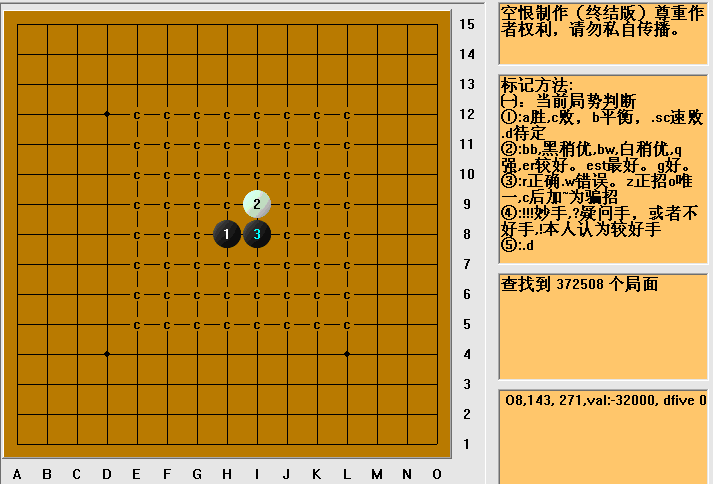 15
14
13
12 c c c c c c c c
11 c c c c c c c c
10 c c c c c c c c
9 c c c c 2 c c c
8 c c c 1 3 c c c
7 c c c c c c c c
6 c c c c c c c c
5 c c c c c c c c
4
3
2
1
A B C D E F G H I J K L M N O
空恨制作（终结版）尊重作
者权利，请勿私自传播。
标记方法:
㈠：当前局势判断
①:a胜,c败，b平衡，.sc速败
.d待定
②:bb,黑稍优,bw,白稍优,q
强,er较好。est最好。g好。
③:r正确.w错误。z正招o唯
一,c后加~为骗招
④:!!!妙手,?疑问手，或者不
好手,!本人认为较好手
⑤:.d
查找到 372508 个局面
O8,143, 271,val:-32000, dfive 0